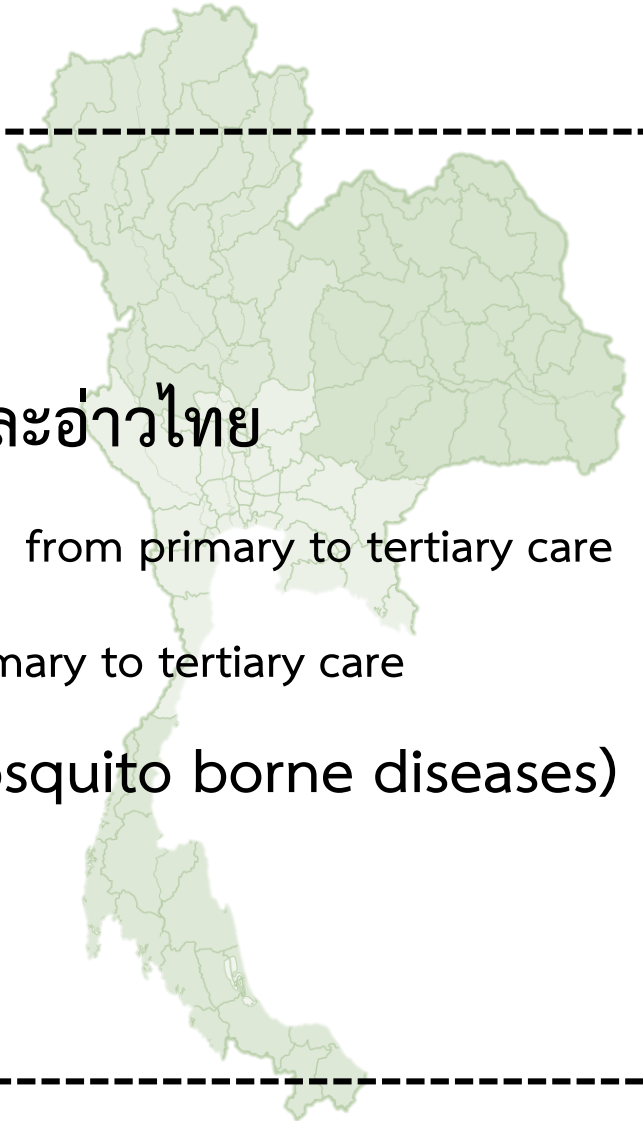 ละอ่าวไทย
from primary to tertiary care
mary to tertiary care
squito borne diseases)